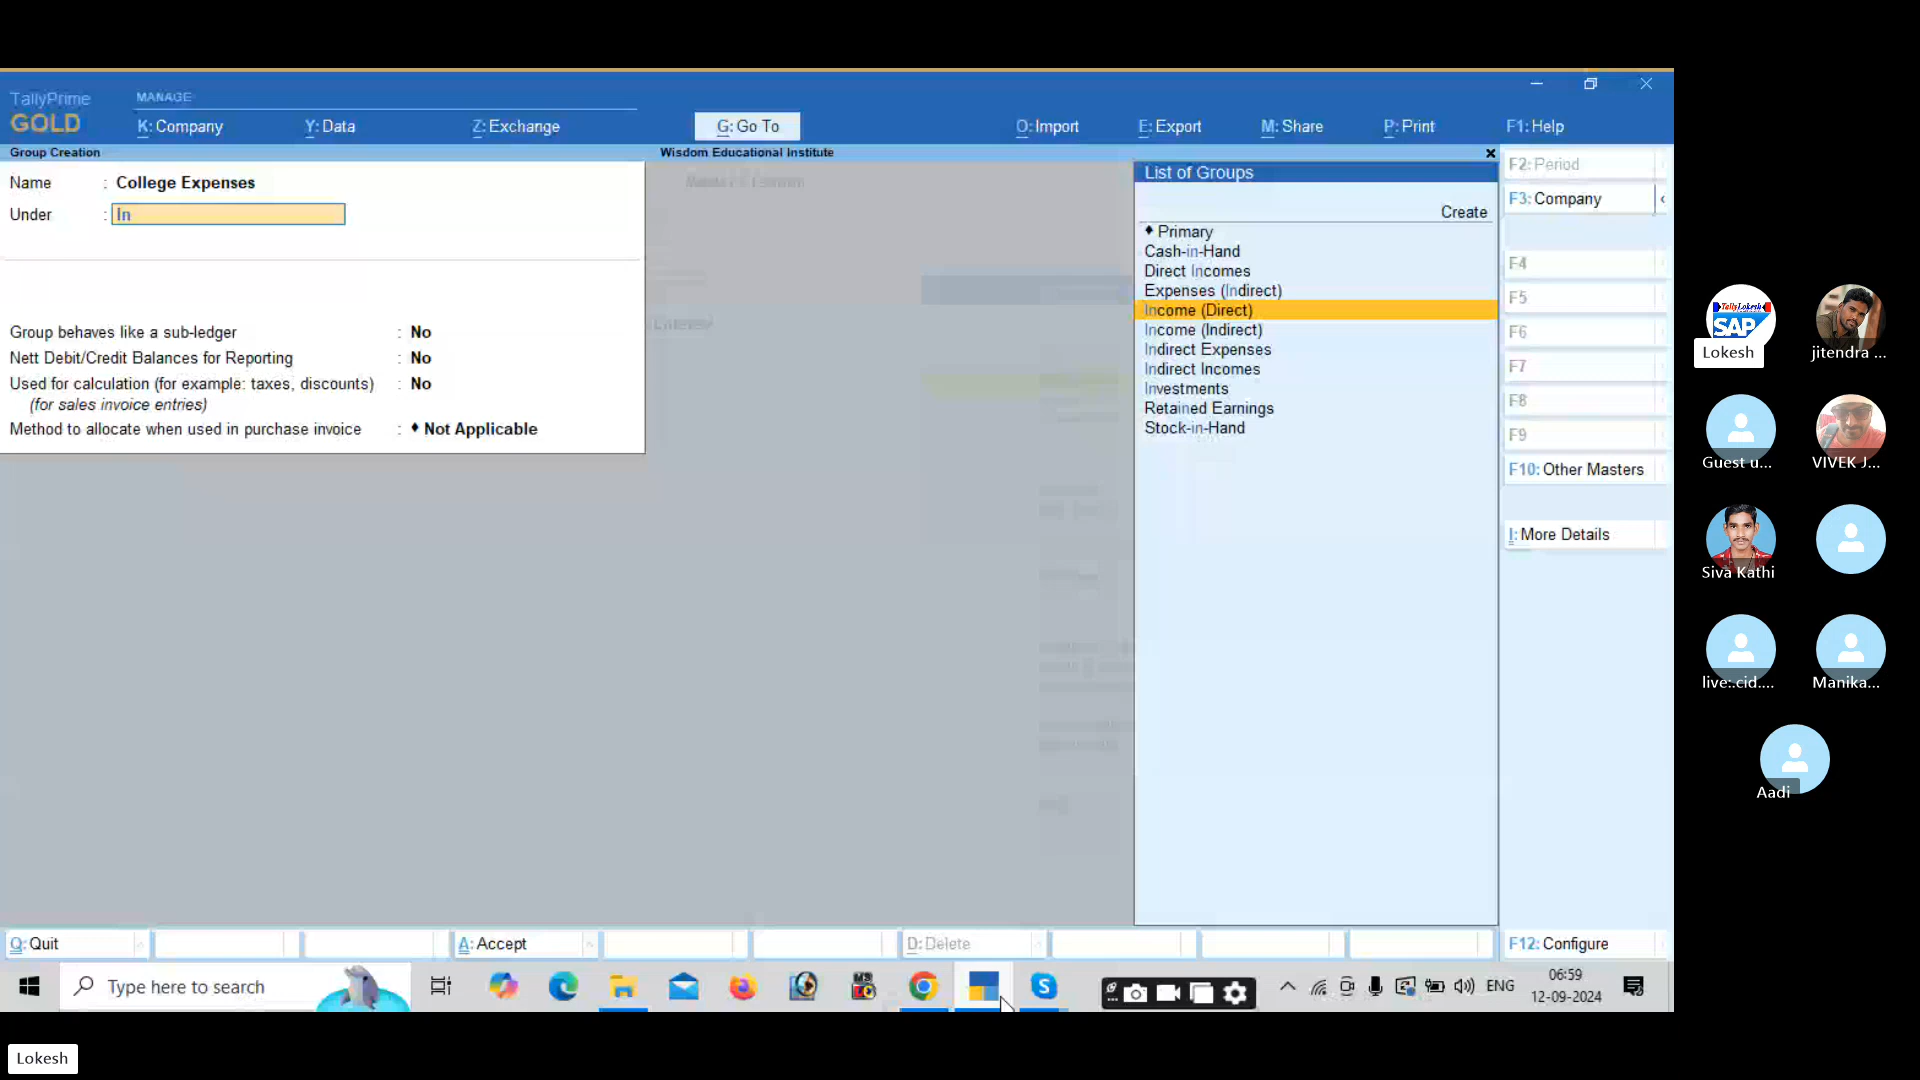 TallyPrime
GOLD
MANAGE
K: Company
Y: Data
Z: Exchange
G: Go To
O: Import
E: Export
M: Share
P: Print
F1: Help
Group Creation
Wisdom Educational Institute
Name : College Expenses
Under : In
Group behaves like a sub-ledger : No
Nett Debit/Credit Balances for Reporting : No
Used for calculation (for example: taxes, discounts) : No
(for sales invoice entries)
Method to allocate when used in purchase invoice : ♦ Not Applicable
List of Groups
Create
♦ Primary
Cash-in-Hand
Direct Incomes
Expenses (Indirect)
Income (Direct)
Income (Indirect)
Indirect Expenses
Indirect Incomes
Investments
Retained Earnings
Stock-in-Hand
F2: Period
F3: Company
F4
F5
F6
F7
F8
F9
F10: Other Masters
I: More Details
F12: Configure
Q: Quit
A: Accept
D: Delete
Type here to search
ENG
06:59
12-09-2024
TallyLokesh
SAP
Lokesh
jitendra ...
Guest u...
VIVEK J...
Siva Kathi
live:.cid....
Manika...
Aadi
Lokesh